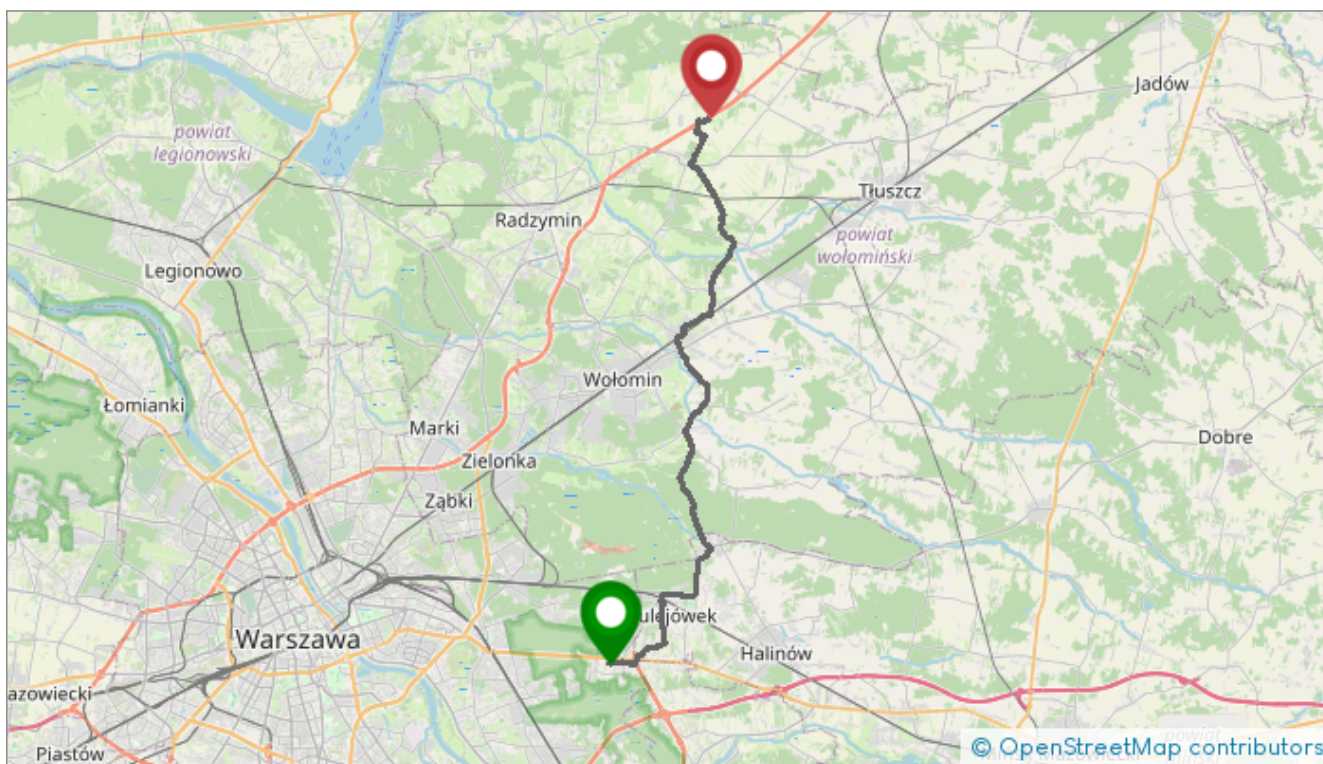 Jadów
powiat
legionowski
Tłuszcz
Radzymin
powiat
wołomiński
Legionowo
Wołomin
Łomianki
Marki
Dobre
Zielonka
Ząbki
ulejówek
Warszawa
Halinów
azowiecki
Piastów
© OpenStreetMap contributors